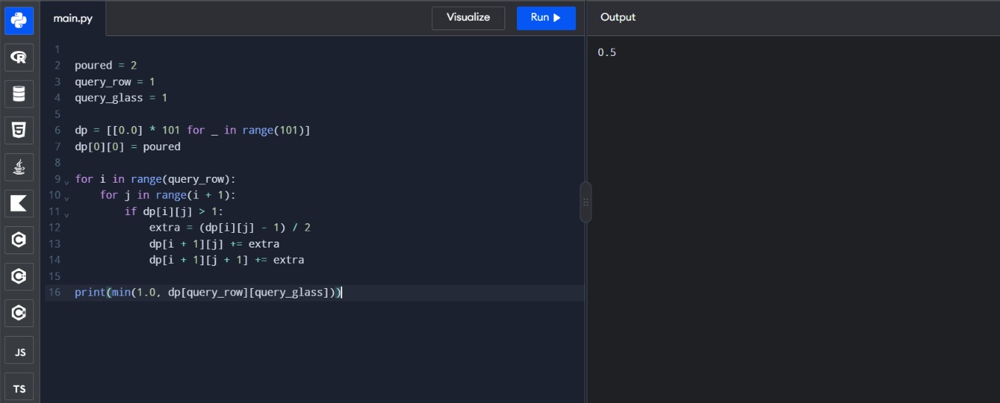 main.py
Visualize
Run
Output
1
2 poured = 2
3 query_row = 1
4 query_glass = 1
5
6 dp = [[0.0] * 101 for _ in range(101)]
7 dp[0][0] = poured
8
9 for i in range(query_row):
10     for j in range(i + 1):
11         if dp[i][j] > 1:
12             extra = (dp[i][j] - 1) / 2
13             dp[i + 1][j] += extra
14             dp[i + 1][j + 1] += extra
15
16 print(min(1.0, dp[query_row][query_glass]))
0.5
R
5
C
C
C
JS
TS